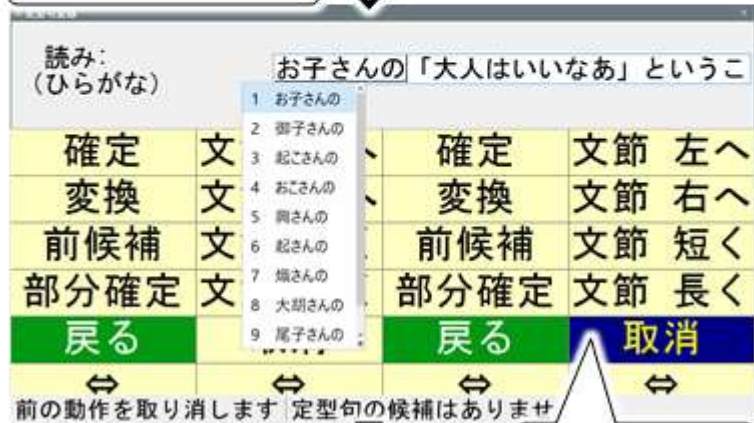 読み:
(ひらがな)
お子さんの「大人はいいなあ」というこ
1 お子さんの
2 御子さんの
3 起こさんの
4 おこさんの
5 興さんの
6 起さんの
7 熾さんの
8 大胡さんの
9 尾子さんの
確定 文 へ 確定 文節 左へ
変換 文 変換 文節 右へ
前候補 文 前候補 文節 短く
部分確定 文 部分確定 文節 長く
戻る 戻る 取消
⇔ ⇔ ⇔ ⇔
前の動作を取り消します 定型句の候補はありませ